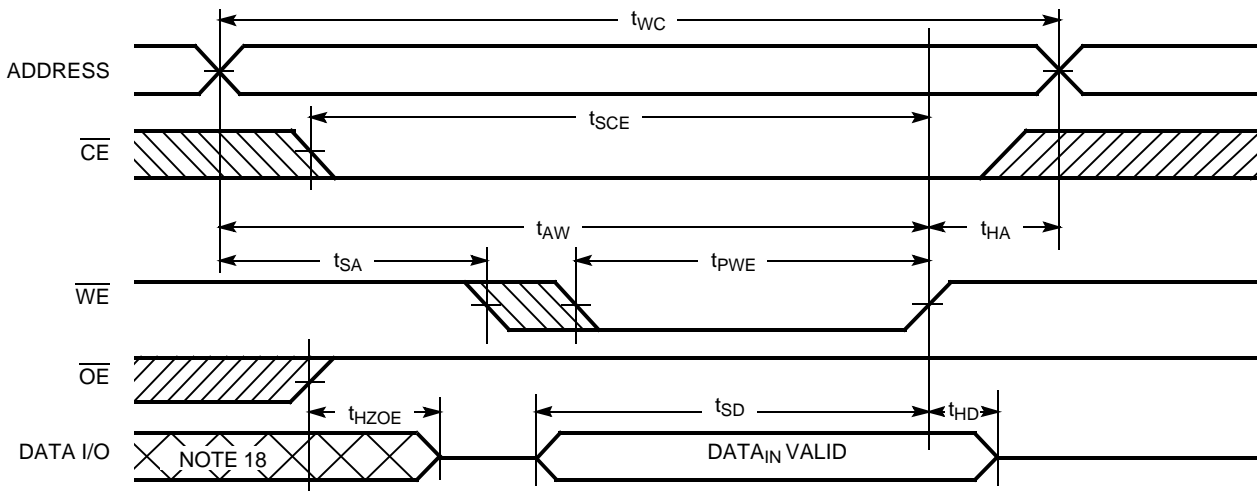 tWC
ADDRESS
tSCE
CE
tAW
tHA
tSA
tPWE
WE
OE
tHZOE
tSD
tHD
DATA I/O
NOTE 18
DATAIN VALID